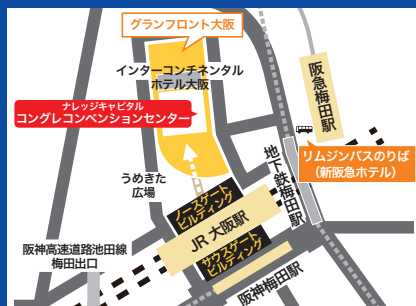 グランフロント大阪
インターコンチネンタル
ホテル大阪
ナレッジキャピタル
コングレコンベンションセンター
阪急梅田駅
リムジンバスのりば
(新阪急ホテル)
地下鉄梅田駅
うめきた
広場
ノースゲート
ビルディング
JR 大阪駅
サウスゲート
ビルディング
阪神高速道路池田線
梅田出口
阪神梅田駅